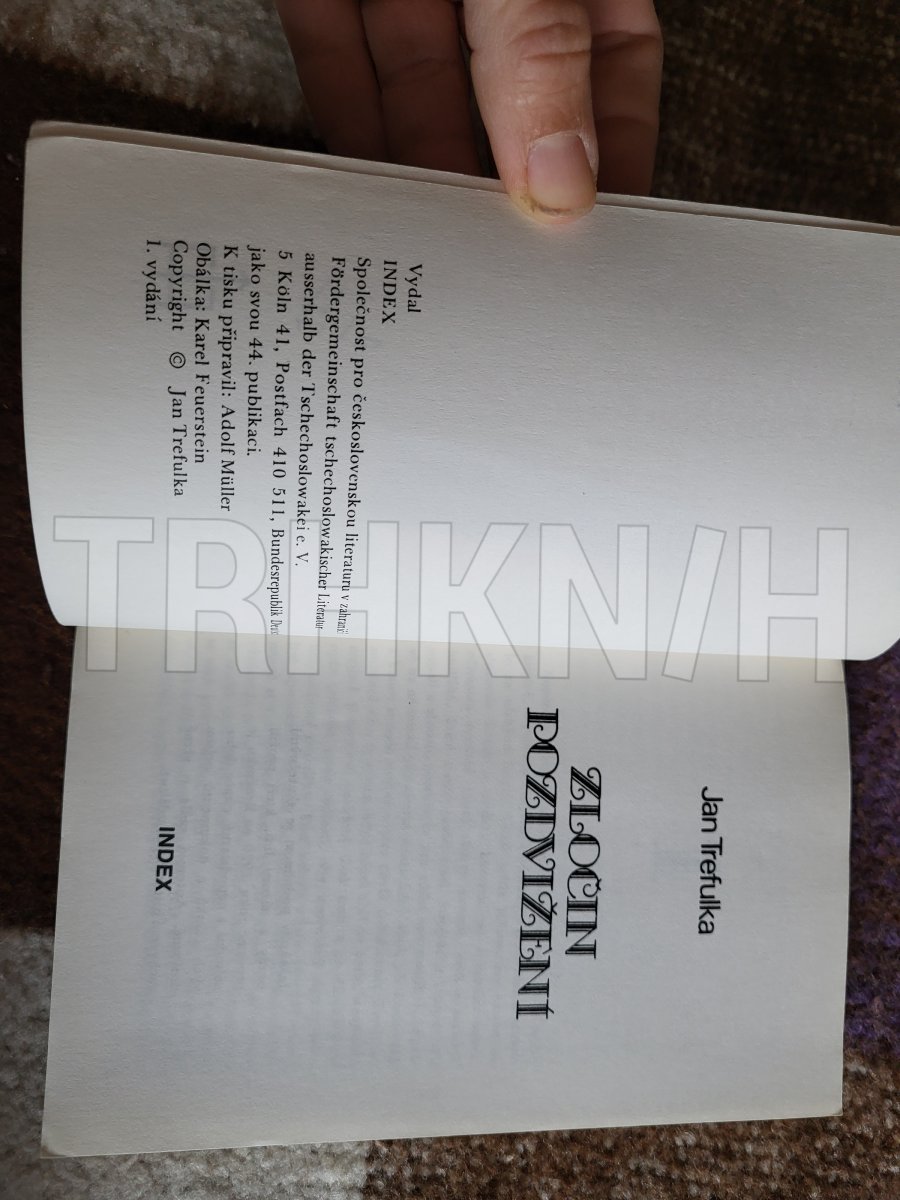 Vydal
INDEX
Společnost pro československou literaturu v zahraničí
Fördergemeinschaft tschechoslowakischer Literatur
ausserhalb der Tschechoslowakei e. V.
5 Köln 41, Postfach 410 511, Bundesrepublik
jako svou 44. publikaci.
K tisku připravil: Adolf Müller
Obálka: Karel Feuerstein
Copyright © Jan Trefulka
1. vydání
Jan Trefulka
ZLOČIN
POZDVIŽENÍ
INDEX
TRHKNIH